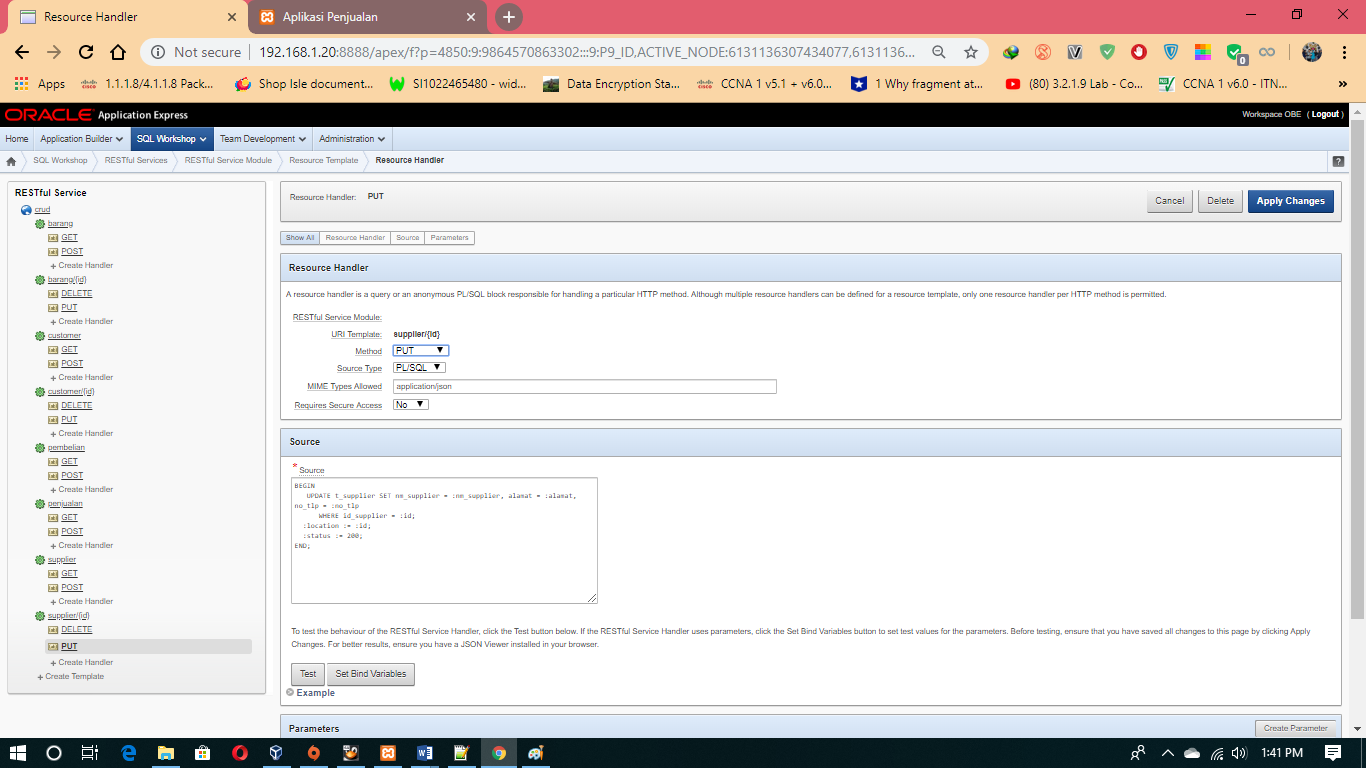 Resource Handler
Aplikasi Penjualan
Not secure
192.168.1.20:8888/apex/f?p=4850:9:9864570863302:::9:P9_ID,ACTIVE_NODE:6131136307434077,6131136...
0
Apps
1.1.1.8/4.1.1.8 Pack...
Shop Isle document...
SI1022465480 - wid...
Data Encryption Sta...
CCNA 1 v5.1 + v6.0...
1 Why fragment at...
(80) 3.2.1.9 Lab - Co...
CCNA 1 v6.0 - ITN...
»
ORACLE Application Express
Workspace OBE ( Logout )
Home
Application Builder
SQL Workshop
Team Development
Administration
SQL Workshop
RESTful Services
RESTful Service Module
Resource Template
Resource Handler
?
RESTful Service
crud
barang
GET
POST
+ Create Handler
barang/{id}
DELETE
PUT
+ Create Handler
customer
GET
POST
+ Create Handler
customer/{id}
DELETE
PUT
+ Create Handler
pembelian
GET
POST
+ Create Handler
penjualan
GET
POST
+ Create Handler
supplier
GET
POST
+ Create Handler
supplier/{id}
DELETE
PUT
+ Create Handler
+ Create Template
Resource Handler: PUT
Cancel
Delete
Apply Changes
Show All
Resource Handler
Source
Parameters
Resource Handler
A resource handler is a query or an anonymous PL/SQL block responsible for handling a particular HTTP method. Although multiple resource handlers can be defined for a resource template, only one resource handler per HTTP method is permitted.
RESTful Service Module:
URI Template: supplier/{id}
Method PUT
Source Type PL/SQL
MIME Types Allowed application/json
Requires Secure Access No
Source
* Source
BEGIN
UPDATE t_supplier SET nm_supplier = :nm_supplier, alamat = :alamat,
no_tlp = :no_tlp
WHERE id_supplier = :id;
:location := :id;
:status := 200;
END;
To test the behaviour of the RESTful Service Handler, click the Test button below. If the RESTful Service Handler uses parameters, click the Set Bind Variables button to set test values for the parameters. Before testing, ensure that you have saved all changes to this page by clicking Apply
Changes. For better results, ensure you have a JSON Viewer installed in your browser.
Test
Set Bind Variables
Example
Parameters
Create Parameter
1:41 PM